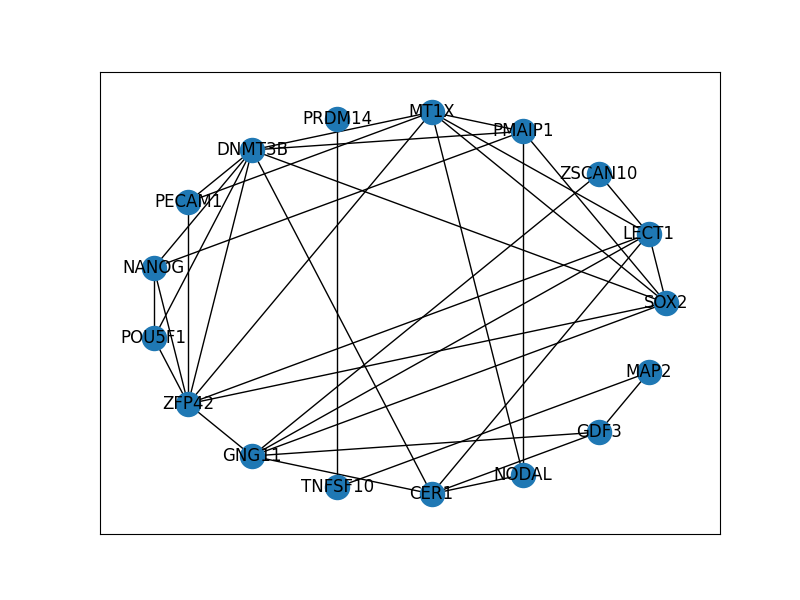 MT1X
PRDM14
PMAIP1
DNMT3B
ZSCAN10
PECAM1
LECT1
NANOG
SOX2
POU5F1
MAP2
ZFP42
GDF3
GNG11
NODAL
TNFSF10
CER1